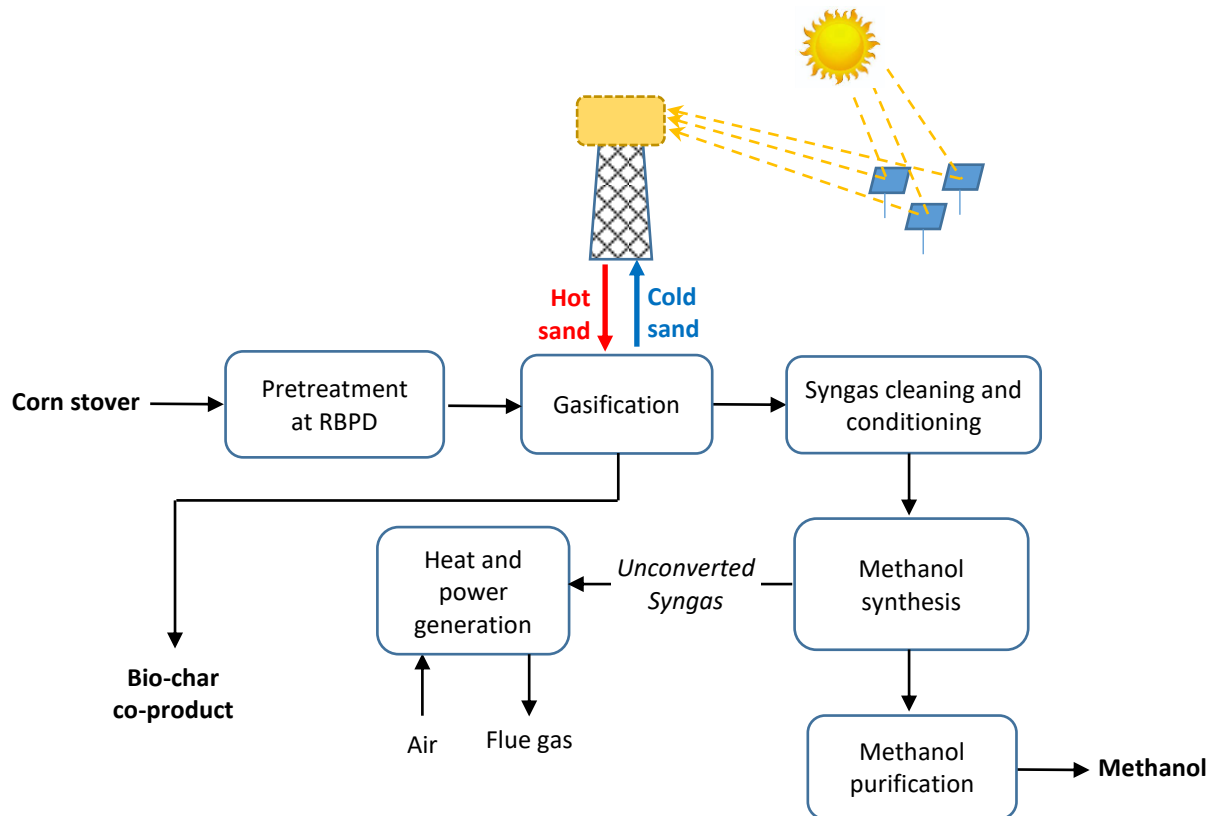 Hot
sand
Cold
sand
Corn stover
Pretreatment
at RBPD
Gasification
Syngas cleaning and
conditioning
Heat and
power
generation
Unconverted
Syngas
Methanol
synthesis
Bio-char
co-product
Air
Flue gas
Methanol
purification
Methanol